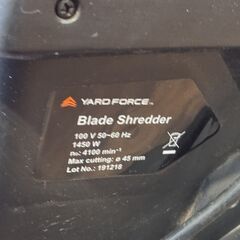 YARD FORCE™
Blade Shredder
100 V 50~60 Hz
1450 W
n₀: 4100 min⁻¹
Max cutting: ø 45 mm
Lot No.: 191218